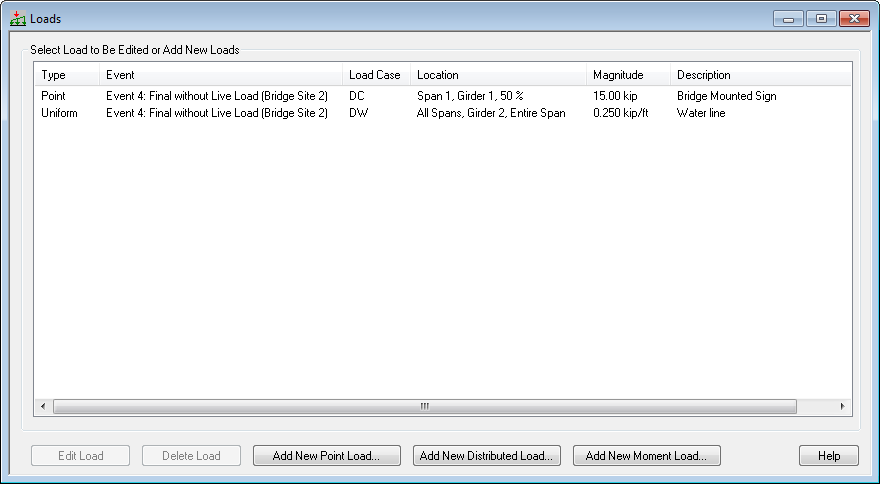 Loads
Select Load to Be Edited or Add New Loads
Type Event Load Case Location Magnitude Description
Point Event 4: Final without Live Load (Bridge Site 2) DC Span 1, Girder 1, 50 % 15.00 kip Bridge Mounted Sign
Uniform Event 4: Final without Live Load (Bridge Site 2) DW All Spans, Girder 2, Entire Span 0.250 kip/ft Water line
Edit Load Delete Load Add New Point Load... Add New Distributed Load... Add New Moment Load... Help